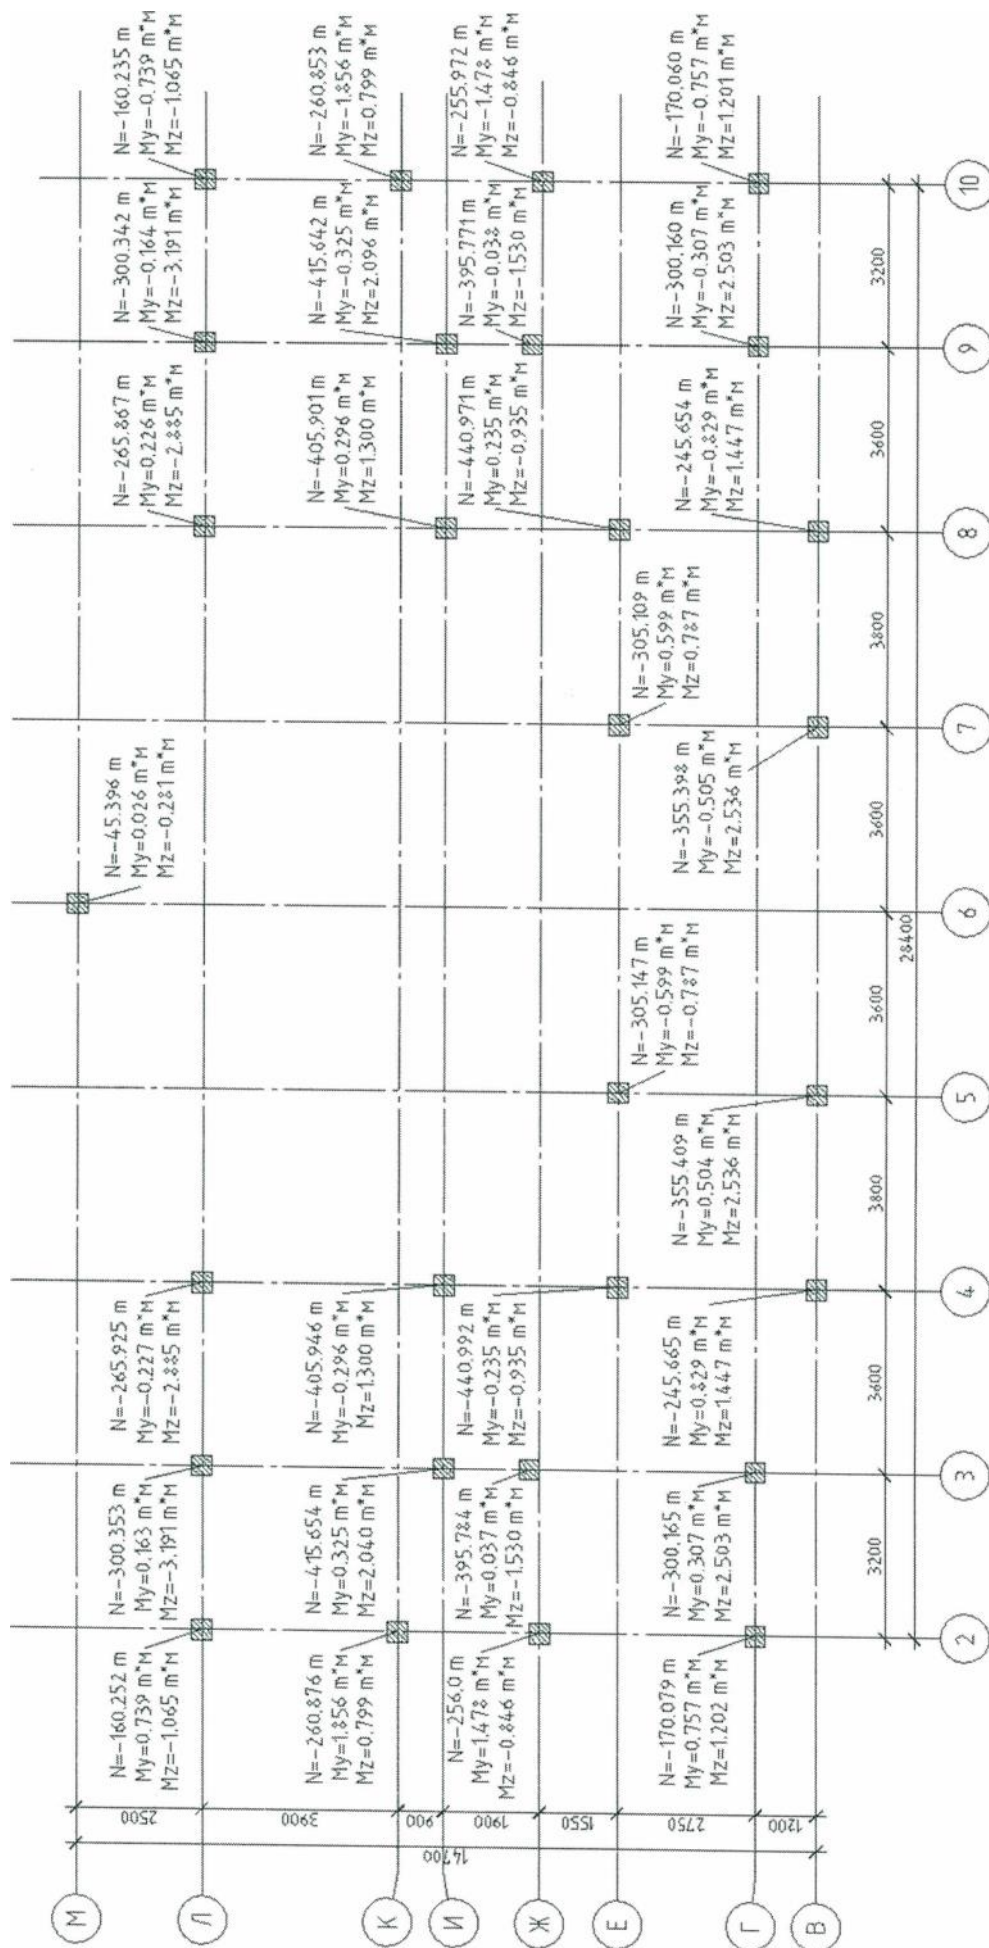 N=-160.252 т
My=0.739 т*м
Mz=-1.065 т*м
N=-300.353 т
My=0.163 т*м
Mz=-3.191 т*м
N=-265.925 т
My=-0.227 т*м
Mz=-2.885 т*м
N=-45.396 т
My=0.026 т*м
Mz=-0.281 т*м
N=-265.867 т
My=0.226 т*м
Mz=-2.885 т*м
N=-300.342 т
My=-0.164 т*м
Mz=-3.191 т*м
N=-160.235 т
My=-0.739 т*м
Mz=-1.065 т*м
N=-260.876 т
My=1.856 т*м
Mz=0.799 т*м
N=-415.654 т
My=0.325 т*м
Mz=2.040 т*м
N=-405.946 т
My=-0.296 т*м
Mz=1.300 т*м
N=-405.901 т
My=0.296 т*м
Mz=1.300 т*м
N=-415.642 т
My=-0.325 т*м
Mz=2.096 т*м
N=-260.853 т
My=-1.856 т*м
Mz=0.799 т*м
N=-256.0 т
My=1.478 т*м
Mz=-0.846 т*м
N=-395.784 т
My=0.037 т*м
Mz=-1.530 т*м
N=-440.992 т
My=-0.235 т*м
Mz=-0.935 т*м
N=-440.971 т
My=0.235 т*м
Mz=-0.935 т*м
N=-395.771 т
My=-0.038 т*м
Mz=-1.530 т*м
N=-255.972 т
My=-1.478 т*м
Mz=-0.846 т*м
N=-305.147 т
My=-0.599 т*м
Mz=-0.787 т*м
N=-305.109 т
My=0.599 т*м
Mz=0.787 т*м
N=-170.079 т
My=0.757 т*м
Mz=1.202 т*м
N=-300.165 т
My=0.307 т*м
Mz=2.503 т*м
N=-245.665 т
My=0.829 т*м
Mz=1.447 т*м
N=-355.409 т
My=0.504 т*м
Mz=2.536 т*м
N=-355.398 т
My=-0.505 т*м
Mz=2.536 т*м
N=-245.654 т
My=-0.829 т*м
Mz=1.447 т*м
N=-300.160 т
My=-0.307 т*м
Mz=2.503 т*м
N=-170.060 т
My=-0.757 т*м
Mz=1.201 т*м
М
Л
К
И
Ж
Е
Г
В
2500
3900
900
1900
1550
2750
1200
14700
3200
3600
3800
3600
3600
3800
3600
3200
28400
2
3
4
5
6
7
8
9
10